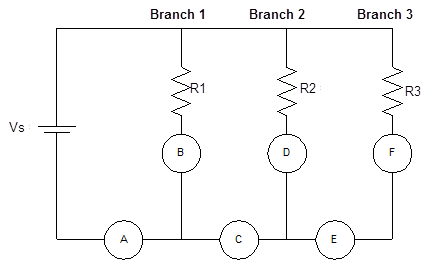 Branch 1 Branch 2 Branch 3
R1 R2 R3
Vs
B D F
A C E